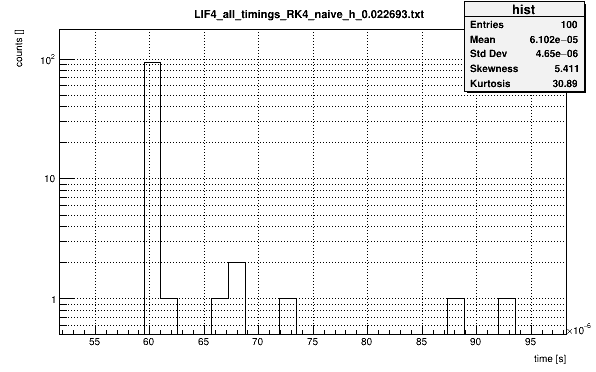 LIF4_all_timings_RK4_naive_h_0.022693.txt
hist
Entries 100
Mean 6.102e−05
Std Dev 4.65e−06
Skewness 5.411
Kurtosis 30.89
counts []
10²
10
1
55 60 65 70 75 80 85 90 95
×10⁻⁶
time [s]